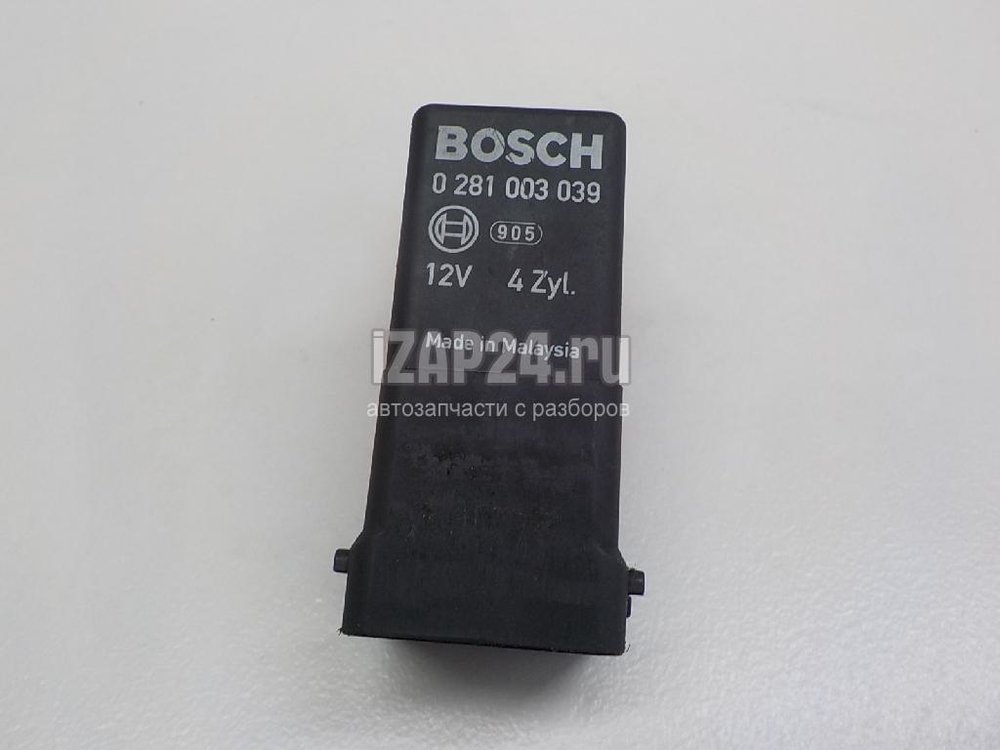 BOSCH
0 281 003 039
905
12V 4 Zyl.
Made in Malaysia
iZAP24.ru
автозапчасти с разборов